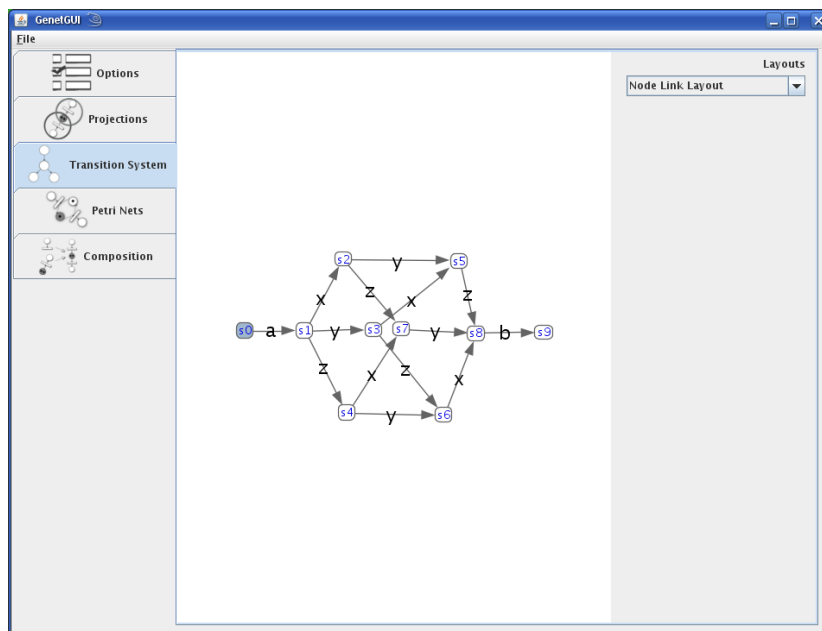 GenetGUI
File
Options
Projections
Transition System
Petri Nets
Composition
Layouts
Node Link Layout
s2 y s5
x z x z
s0 a s1 y s3 s7 y s8 b s9
z x z x
s4 y s6